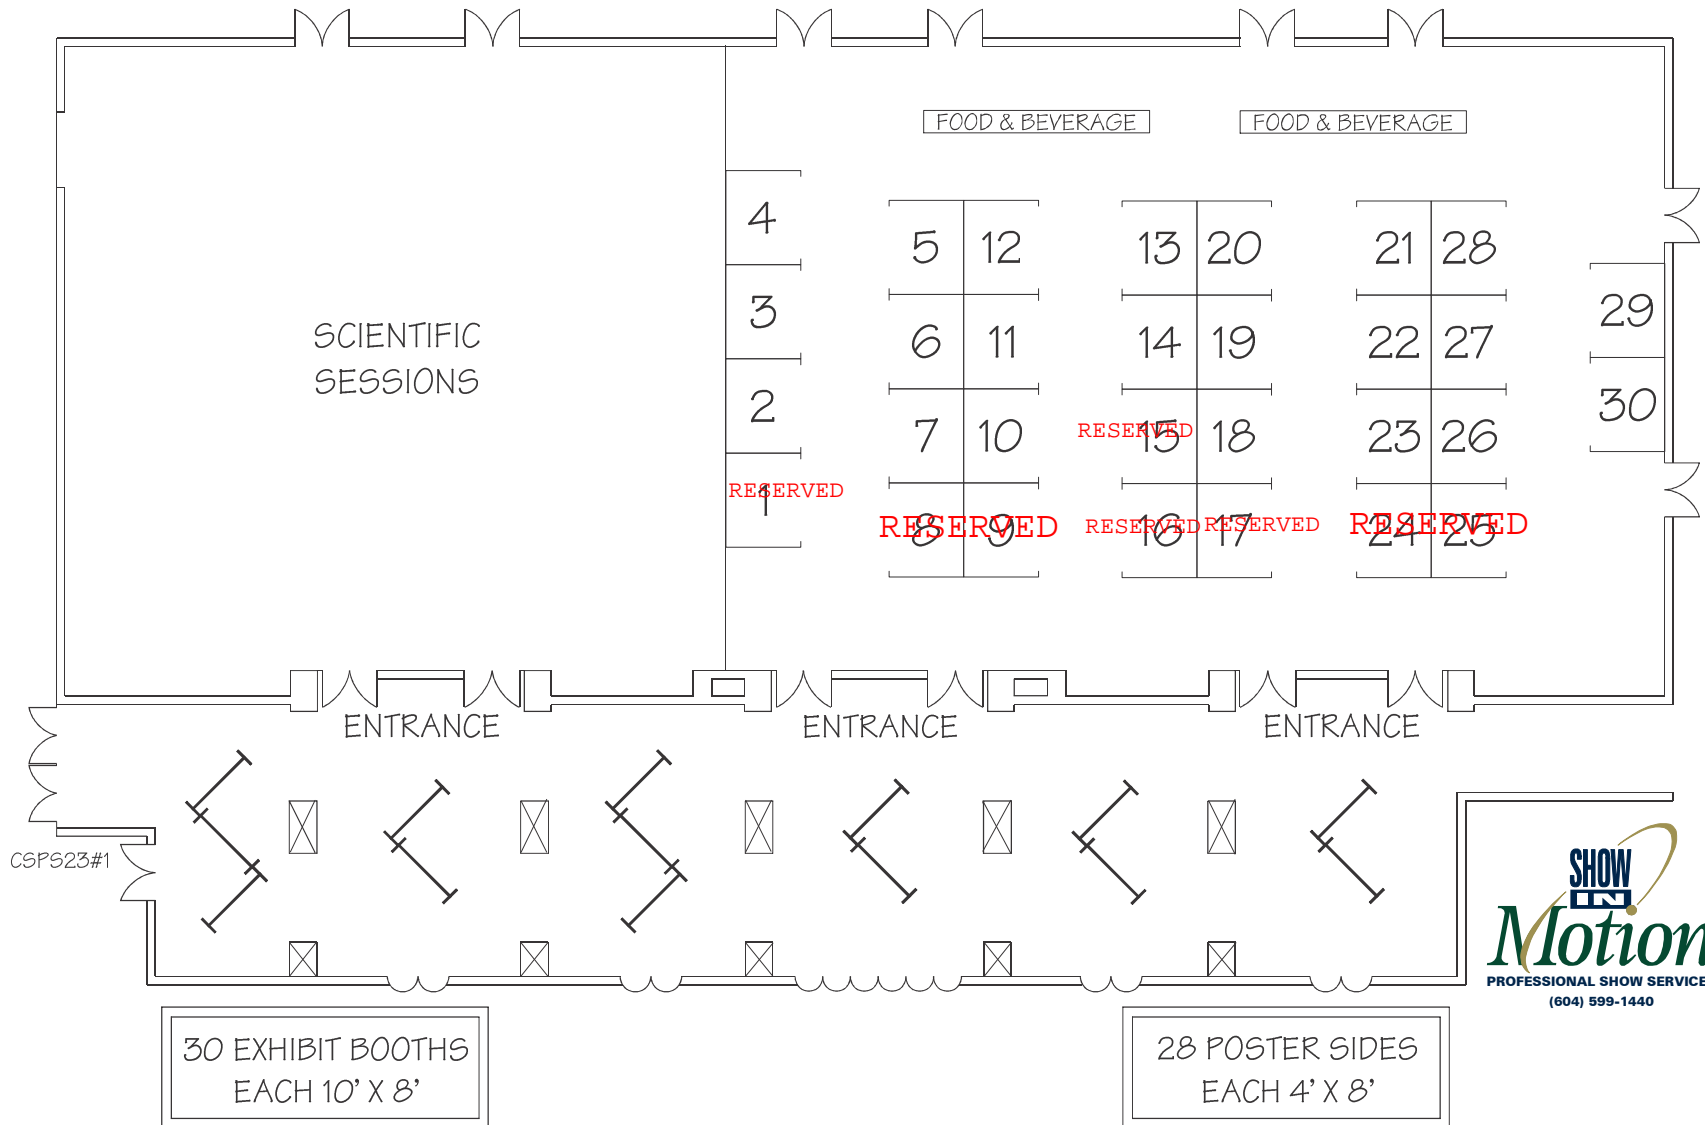 FOOD & BEVERAGE
FOOD & BEVERAGE
4
5 12
13 20
21 28
3
29
SCIENTIFIC
SESSIONS
6 11
14 19
22 27
2
30
7 10
RESERVED
15 18
23 26
RESERVED
1
RESERVED
8 9
RESERVED
16
RESERVED
17
RESERVED
24 25
ENTRANCE
ENTRANCE
ENTRANCE
CSPS23#1
SHOW
IN
Motion
PROFESSIONAL SHOW SERVICE
(604) 599-1440
30 EXHIBIT BOOTHS
EACH 10' X 8'
28 POSTER SIDES
EACH 4' X 8'